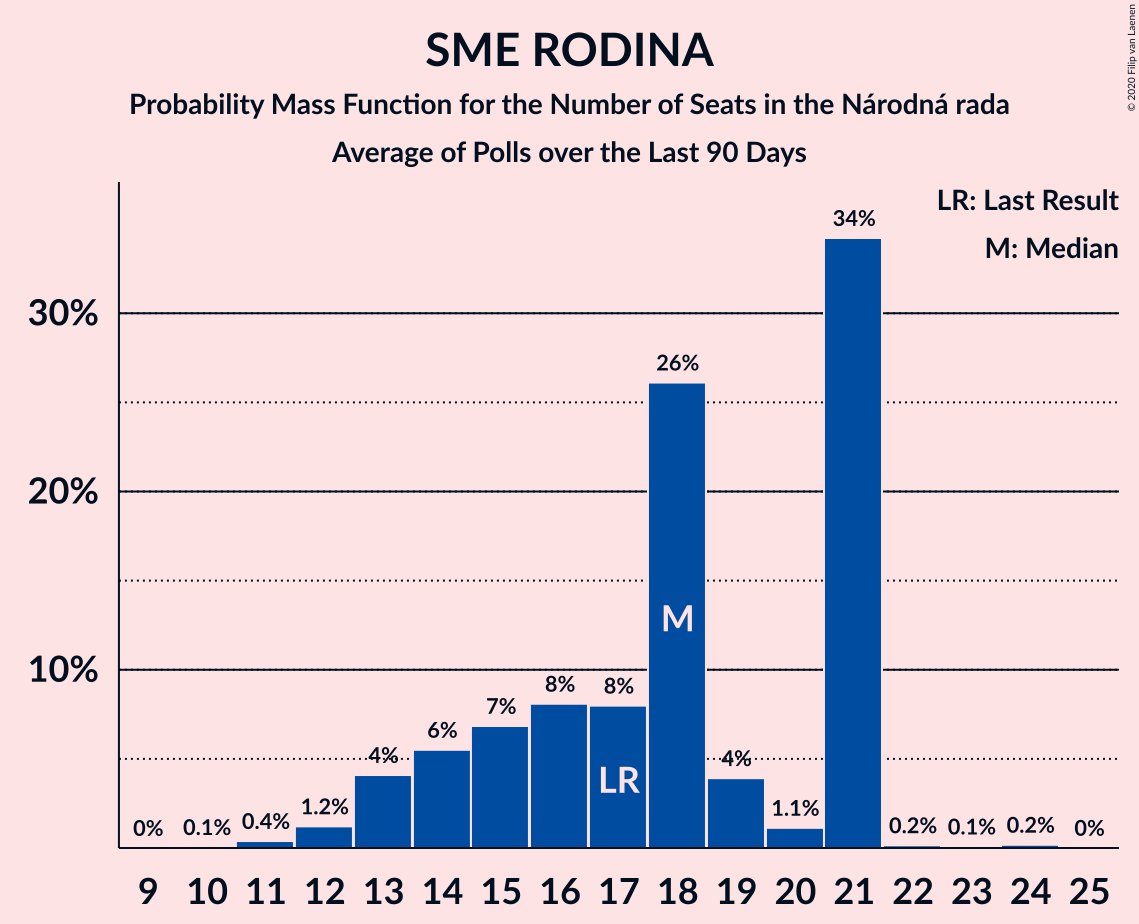 SME RODINA
Probability Mass Function for the Number of Seats in the Národná rada
Average of Polls over the Last 90 Days
© 2020 Filip van Laenen
LR: Last Result
M: Median
34%
30%
26%
20%
M
10%
8%
8%
7%
6%
4%
4%
LR
1.2%
1.1%
0%
0.1%
0.4%
0.2%
0.1%
0.2%
0%
9 10 11 12 13 14 15 16 17 18 19 20 21 22 23 24 25